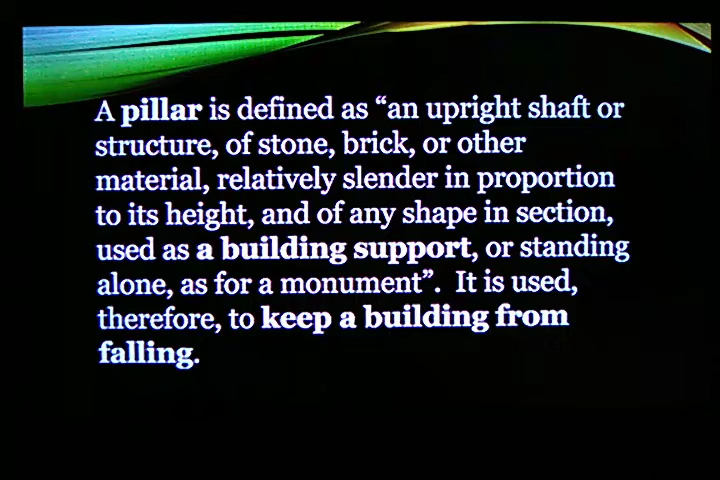 A pillar is defined as “an upright shaft or
structure, of stone, brick, or other
material, relatively slender in proportion
to its height, and of any shape in section,
used as a building support, or standing
alone, as for a monument”.  It is used,
therefore, to keep a building from
falling.